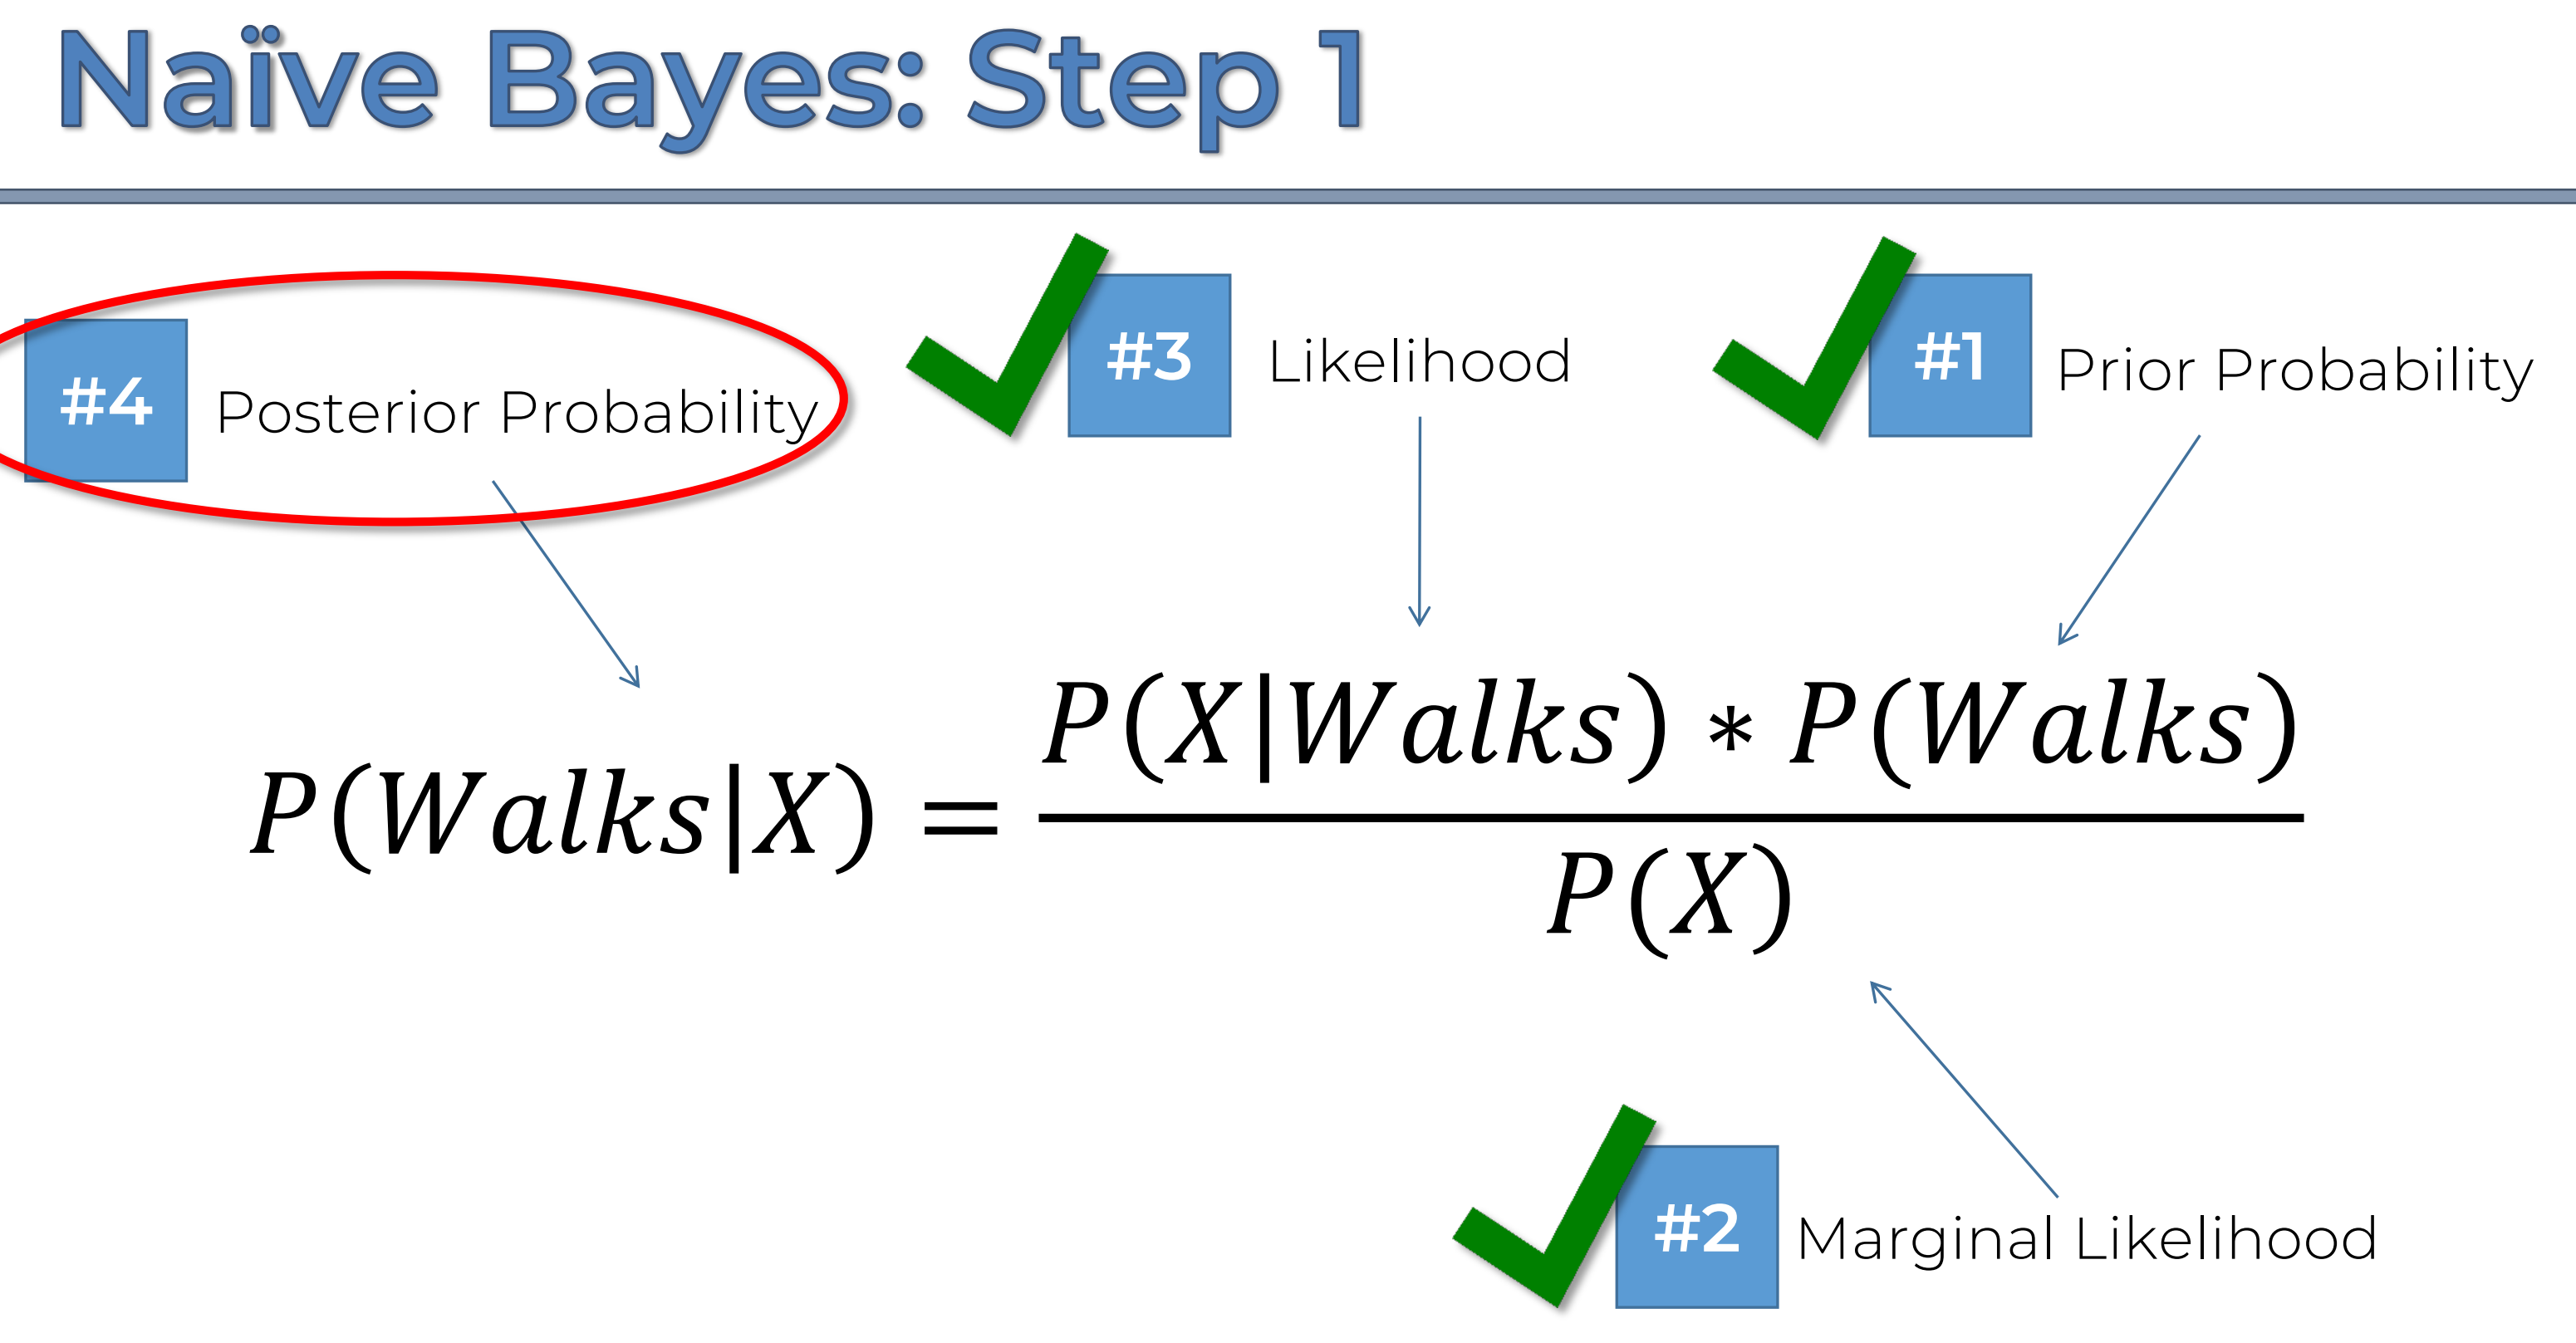 Naïve Bayes: Step 1
#4 Posterior Probability
#3 Likelihood
#1 Prior Probability
P(Walks|X) = P(X|Walks) * P(Walks)
P(X)
#2 Marginal Likelihood